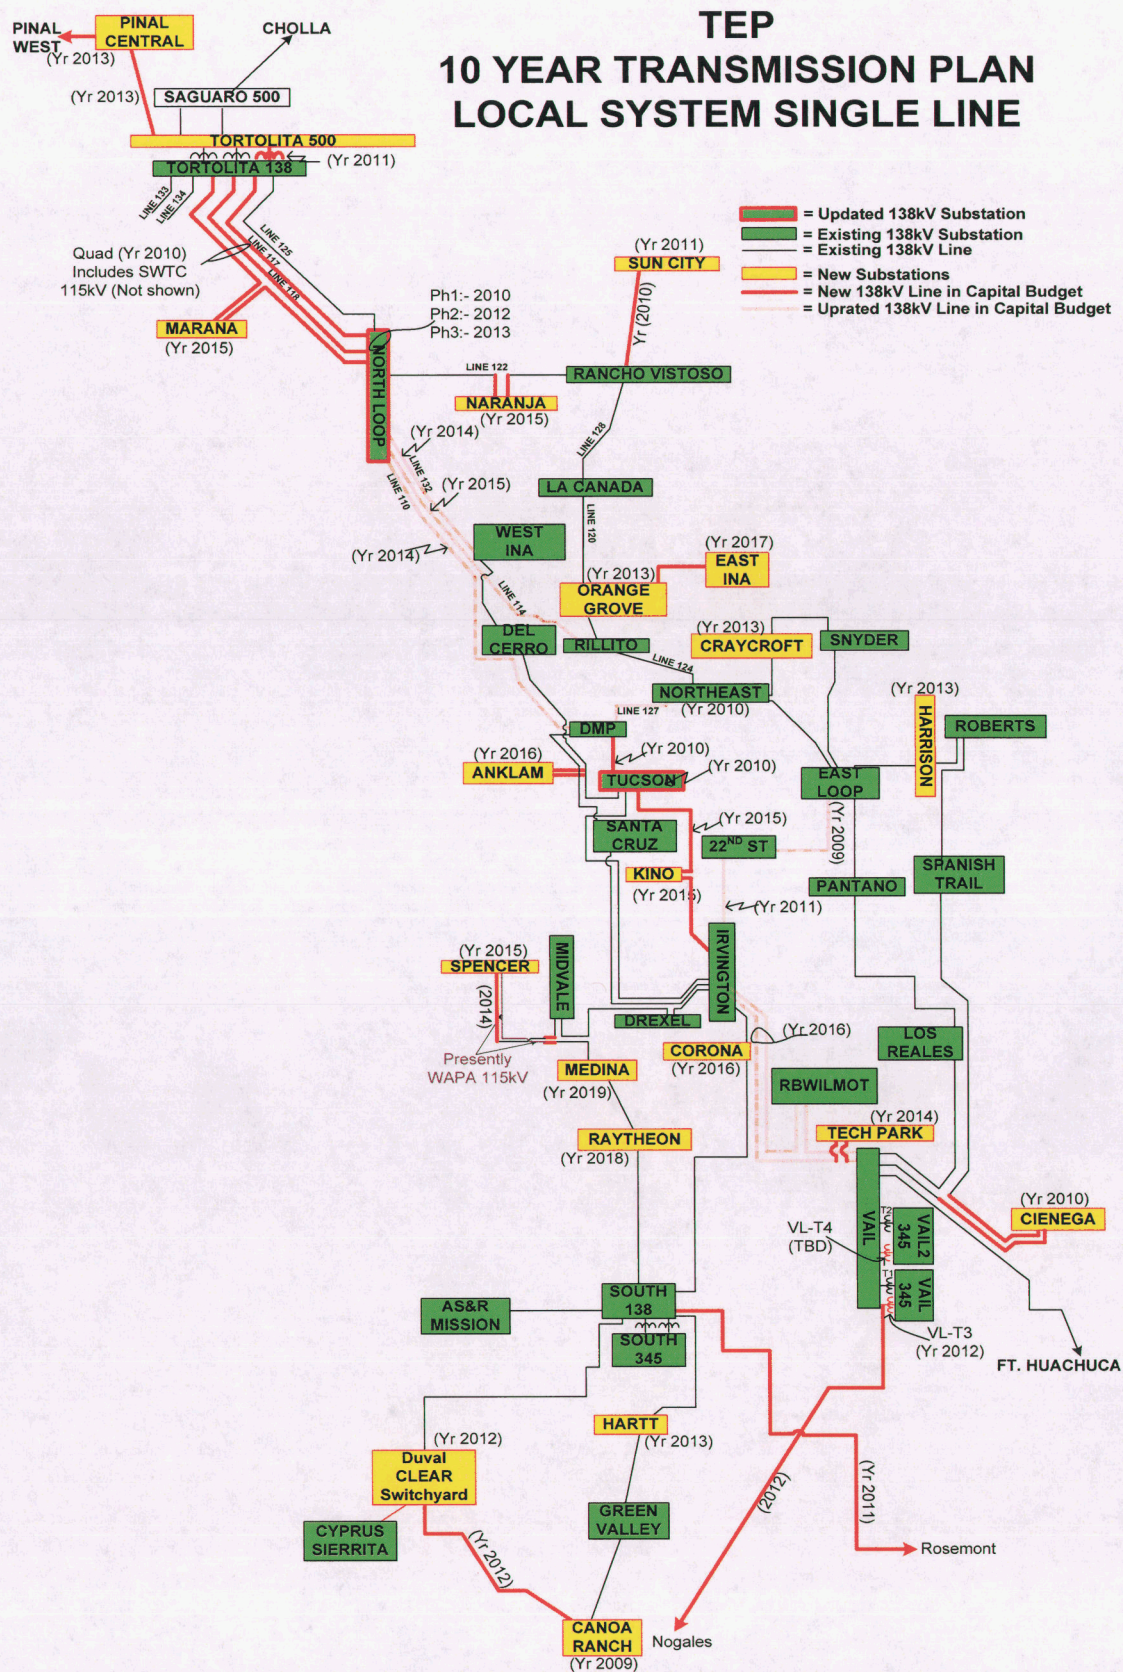 TEP
10 YEAR TRANSMISSION PLAN
LOCAL SYSTEM SINGLE LINE
PINAL
WEST
PINAL
CENTRAL
(Yr 2013)
CHOLLA
(Yr 2013)
SAGUARO 500
TORTOLITA 500
(Yr 2011)
TORTOLITA 138
LINE 133
LINE 134
LINE 125
LINE 117
LINE 118
Quad (Yr 2010)
Includes SWTC
115kV (Not shown)
MARANA
(Yr 2015)
= Updated 138kV Substation
= Existing 138kV Substation
= Existing 138kV Line
= New Substations
= New 138kV Line in Capital Budget
= Uprated 138kV Line in Capital Budget
(Yr 2011)
SUN CITY
Yr (2010)
Ph1:- 2010
Ph2:- 2012
Ph3:- 2013
NORTH LOOP
LINE 122
RANCHO VISTOSO
NARANJA
(Yr 2015)
(Yr 2014)
LINE 128
LINE 132
LINE 110
(Yr 2015)
LA CANADA
LINE 120
WEST
INA
(Yr 2014)
(Yr 2017)
EAST
INA
(Yr 2013)
ORANGE
GROVE
LINE 114
DEL
CERRO
RILLITO
(Yr 2013)
CRAYCROFT
SNYDER
LINE 124
NORTHEAST
LINE 127
(Yr 2010)
(Yr 2013)
HARRISON
ROBERTS
DMP
(Yr 2010)
(Yr 2016)
ANKLAM
TUCSON
(Yr 2010)
EAST
LOOP
(Yr 2009)
SANTA
CRUZ
(Yr 2015)
22ND ST
KINO
(Yr 2015)
PANTANO
SPANISH
TRAIL
(Yr 2011)
IRVINGTON
(Yr 2015)
SPENCER
(2014)
MIDVALE
DREXEL
(Yr 2016)
CORONA
(Yr 2016)
LOS
REALES
Presently
WAPA 115kV
MEDINA
(Yr 2019)
RBWILMOT
(Yr 2014)
TECH PARK
RAYTHEON
(Yr 2018)
VAIL
(Yr 2010)
CIENEGA
T2
VAIL2
345
VL-T4
(TBD)
T1
VAIL
345
VL-T3
(Yr 2012)
FT. HUACHUCA
SOUTH
138
AS&R
MISSION
SOUTH
345
HARTT
(Yr 2013)
(Yr 2012)
Duval
CLEAR
Switchyard
CYPRUS
SIERRITA
(Yr 2012)
GREEN
VALLEY
(2012)
(Yr 2011)
Rosemont
CANOA
RANCH
(Yr 2009)
Nogales